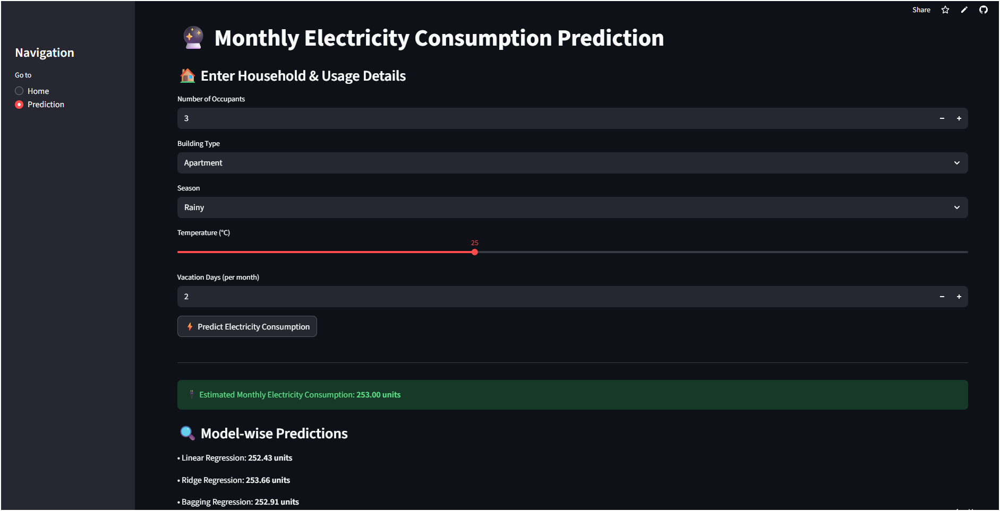 Share
Navigation
Go to
Home
Prediction
Monthly Electricity Consumption Prediction
Enter Household & Usage Details
Number of Occupants
3
Building Type
Apartment
Season
Rainy
Temperature (°C)
25
Vacation Days (per month)
2
Predict Electricity Consumption
Estimated Monthly Electricity Consumption: 253.00 units
Model-wise Predictions
• Linear Regression: 252.43 units
• Ridge Regression: 253.66 units
• Bagging Regression: 252.91 units